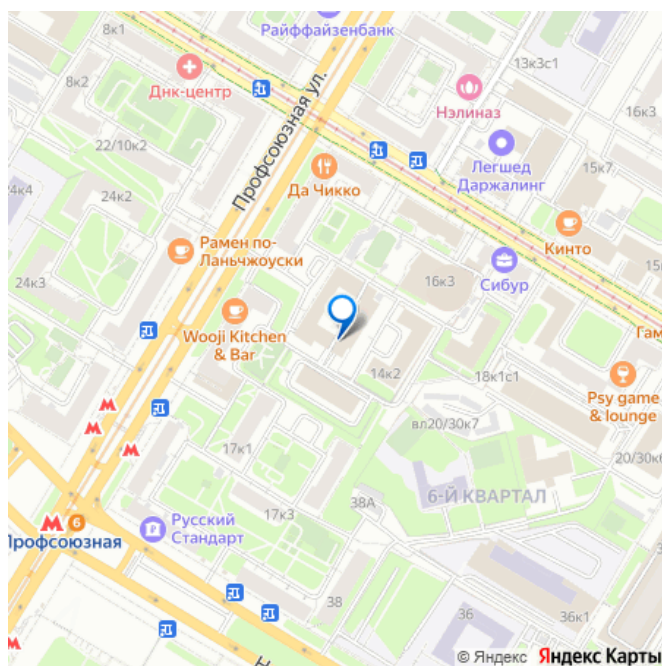 8к1
Райффайзенбанк
13к3с1
8к2
Днк-центр
Профсоюзная ул.
Нэлиназ
16к3
22/10к2
Легшед
Даржалинг
15к7
24к4
24к2
Да Чикко
Рамен по-
Ланьчжоуски
Кинто
24к3
16к3
Сибур
15к
Wooji Kitchen
& Bar
Гам
14к2
18к1с1
Psy game
& lounge
вл20/30к7
17к1
20/30к
6-Й КВАРТАЛ
38А
6
Профсоюзная
17к3
Русский
Стандарт
38
36
36к1
Н
© Яндекс Яндекс Карты